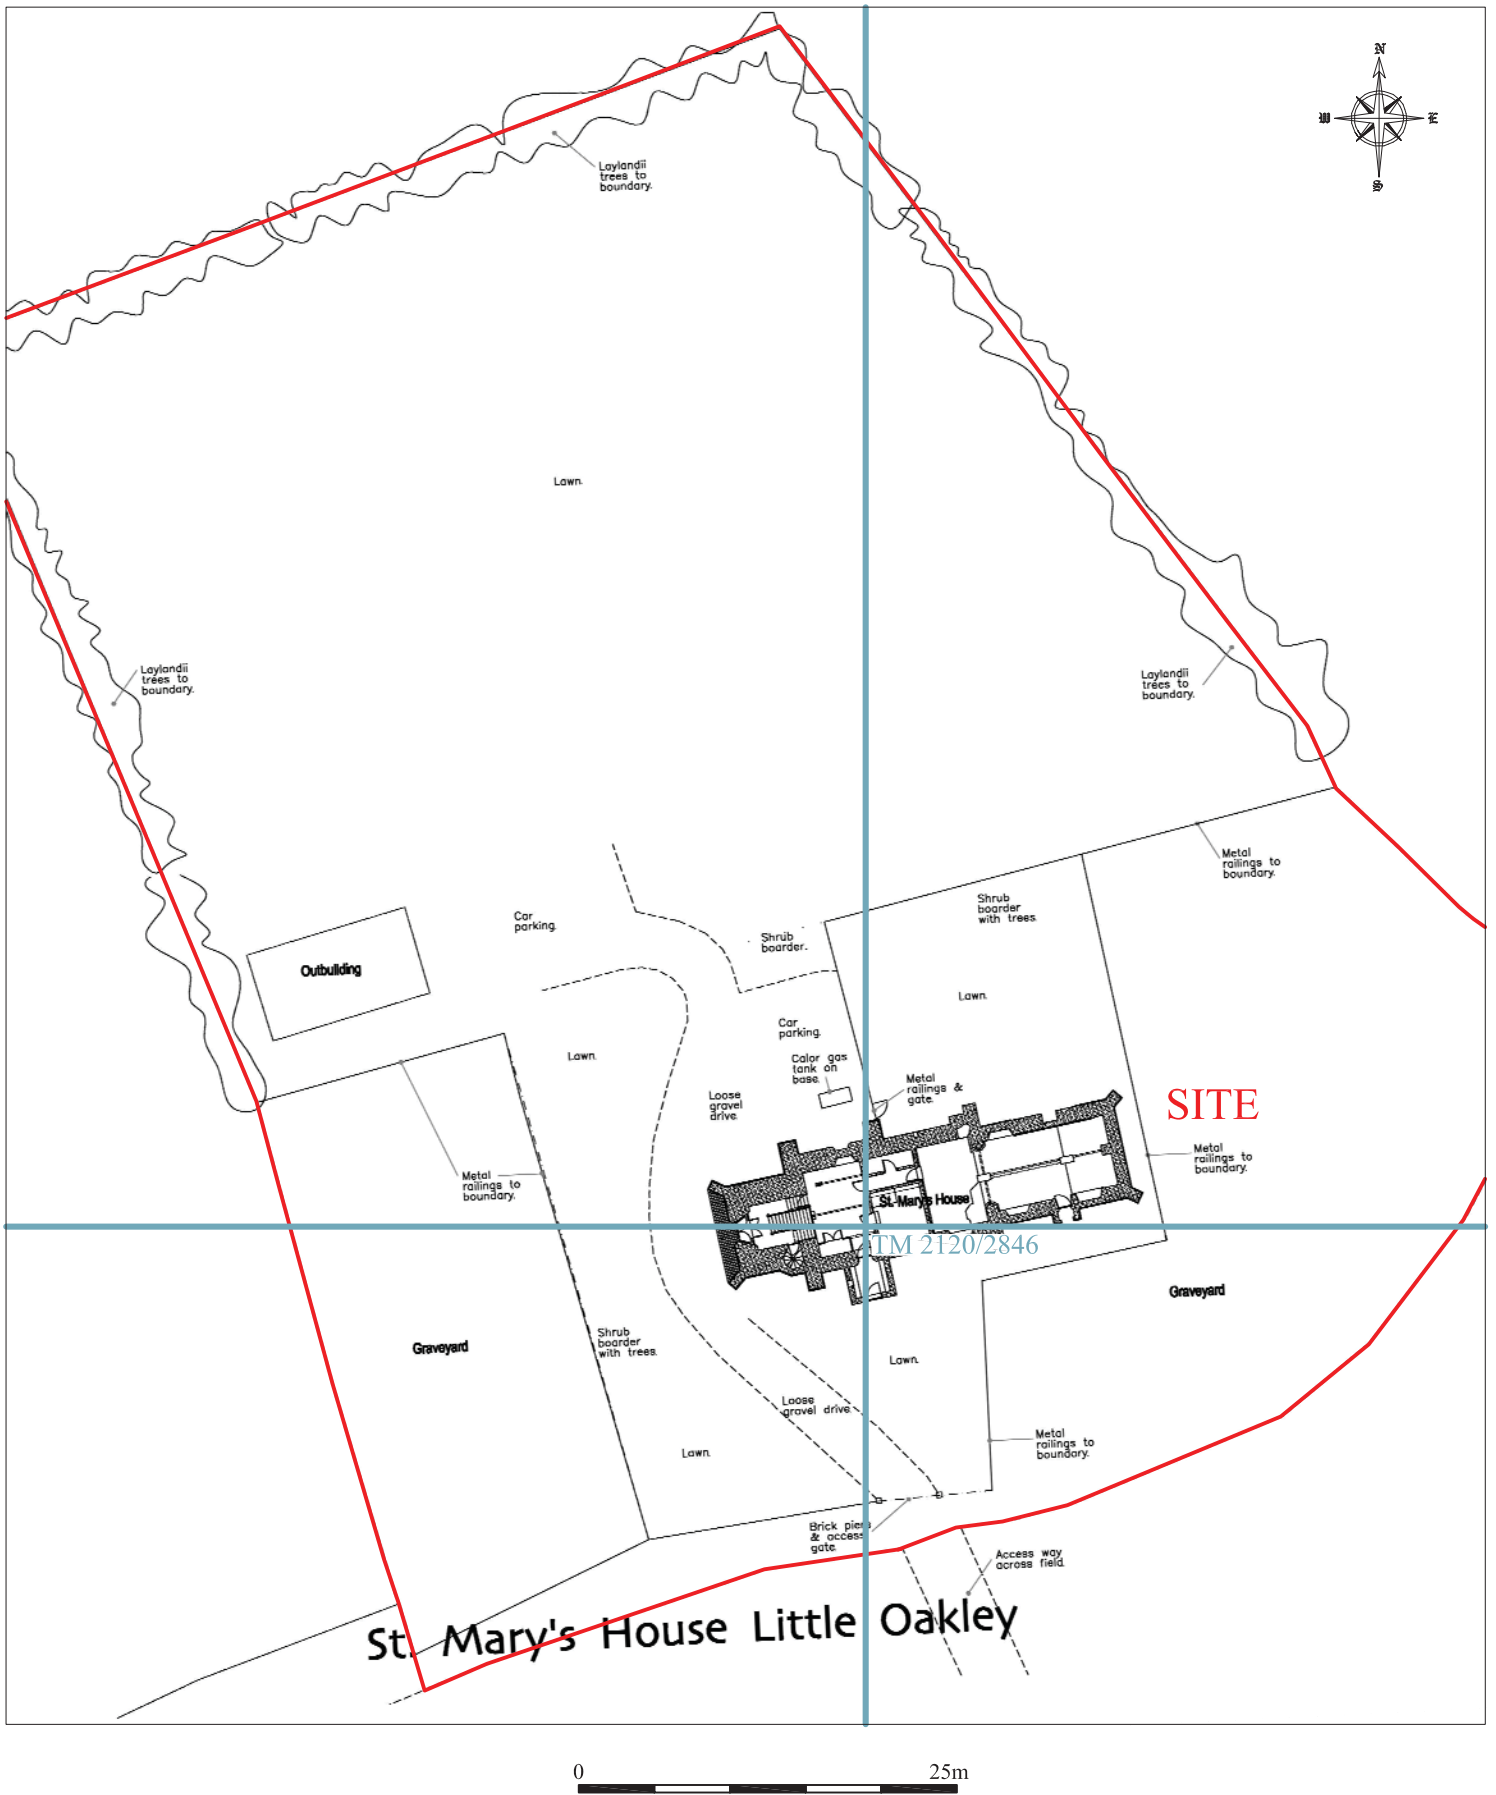 N
W
E
S
Laylandii
trees to
boundary.
Lawn.
Laylandii
trees to
boundary.
Laylandii
trees to
boundary.
Metal
railings to
boundary.
Shrub
boarder
with trees.
Car
parking.
Shrub
boarder.
Outbuilding
Lawn.
Car
parking.
Lawn.
Calor gas
tank on
base.
Metal
railings &
gate.
Loose
gravel
drive.
SITE
Metal
railings to
boundary.
Metal
railings to
boundary.
St. Mary's House
TM 2120/2846
Graveyard
Graveyard
Shrub
boarder
with trees.
Lawn.
Loose
gravel drive.
Lawn.
Metal
railings to
boundary.
Brick piers
& access
gate.
Access way
across field.
St. Mary's House Little Oakley
0 25m